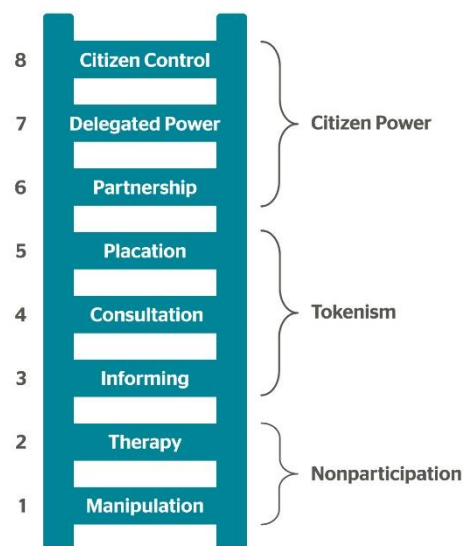 8 Citizen Control
7 Delegated Power
Citizen Power
6 Partnership
5 Placation
4 Consultation
Tokenism
3 Informing
2 Therapy
Nonparticipation
1 Manipulation